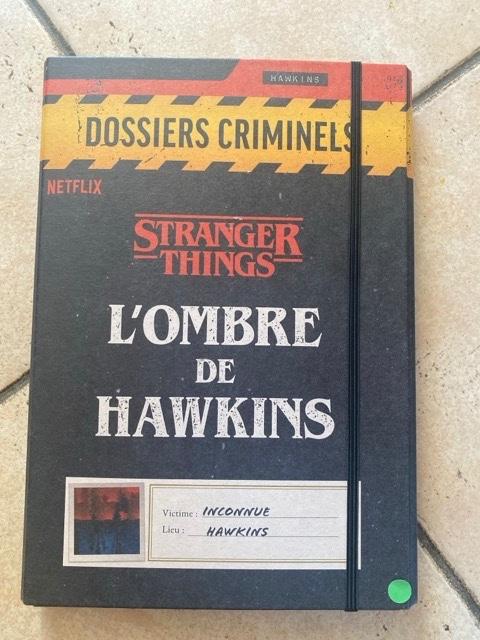 HAWKINS
DOSSIERS CRIMINELS
NETFLIX
STRANGER
THINGS
L'OMBRE
DE
HAWKINS
Victime : INCONNUE
Lieu : HAWKINS